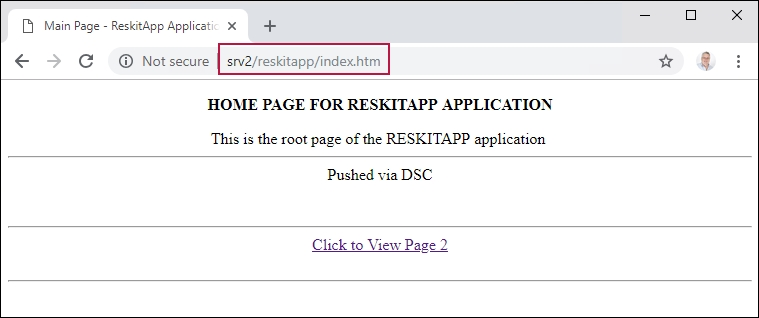 Main Page - ReskitApp Applicatio
Not secure | srv2/reskitapp/index.htm
HOME PAGE FOR RESKITAPP APPLICATION
This is the root page of the RESKITAPP application
Pushed via DSC
Click to View Page 2